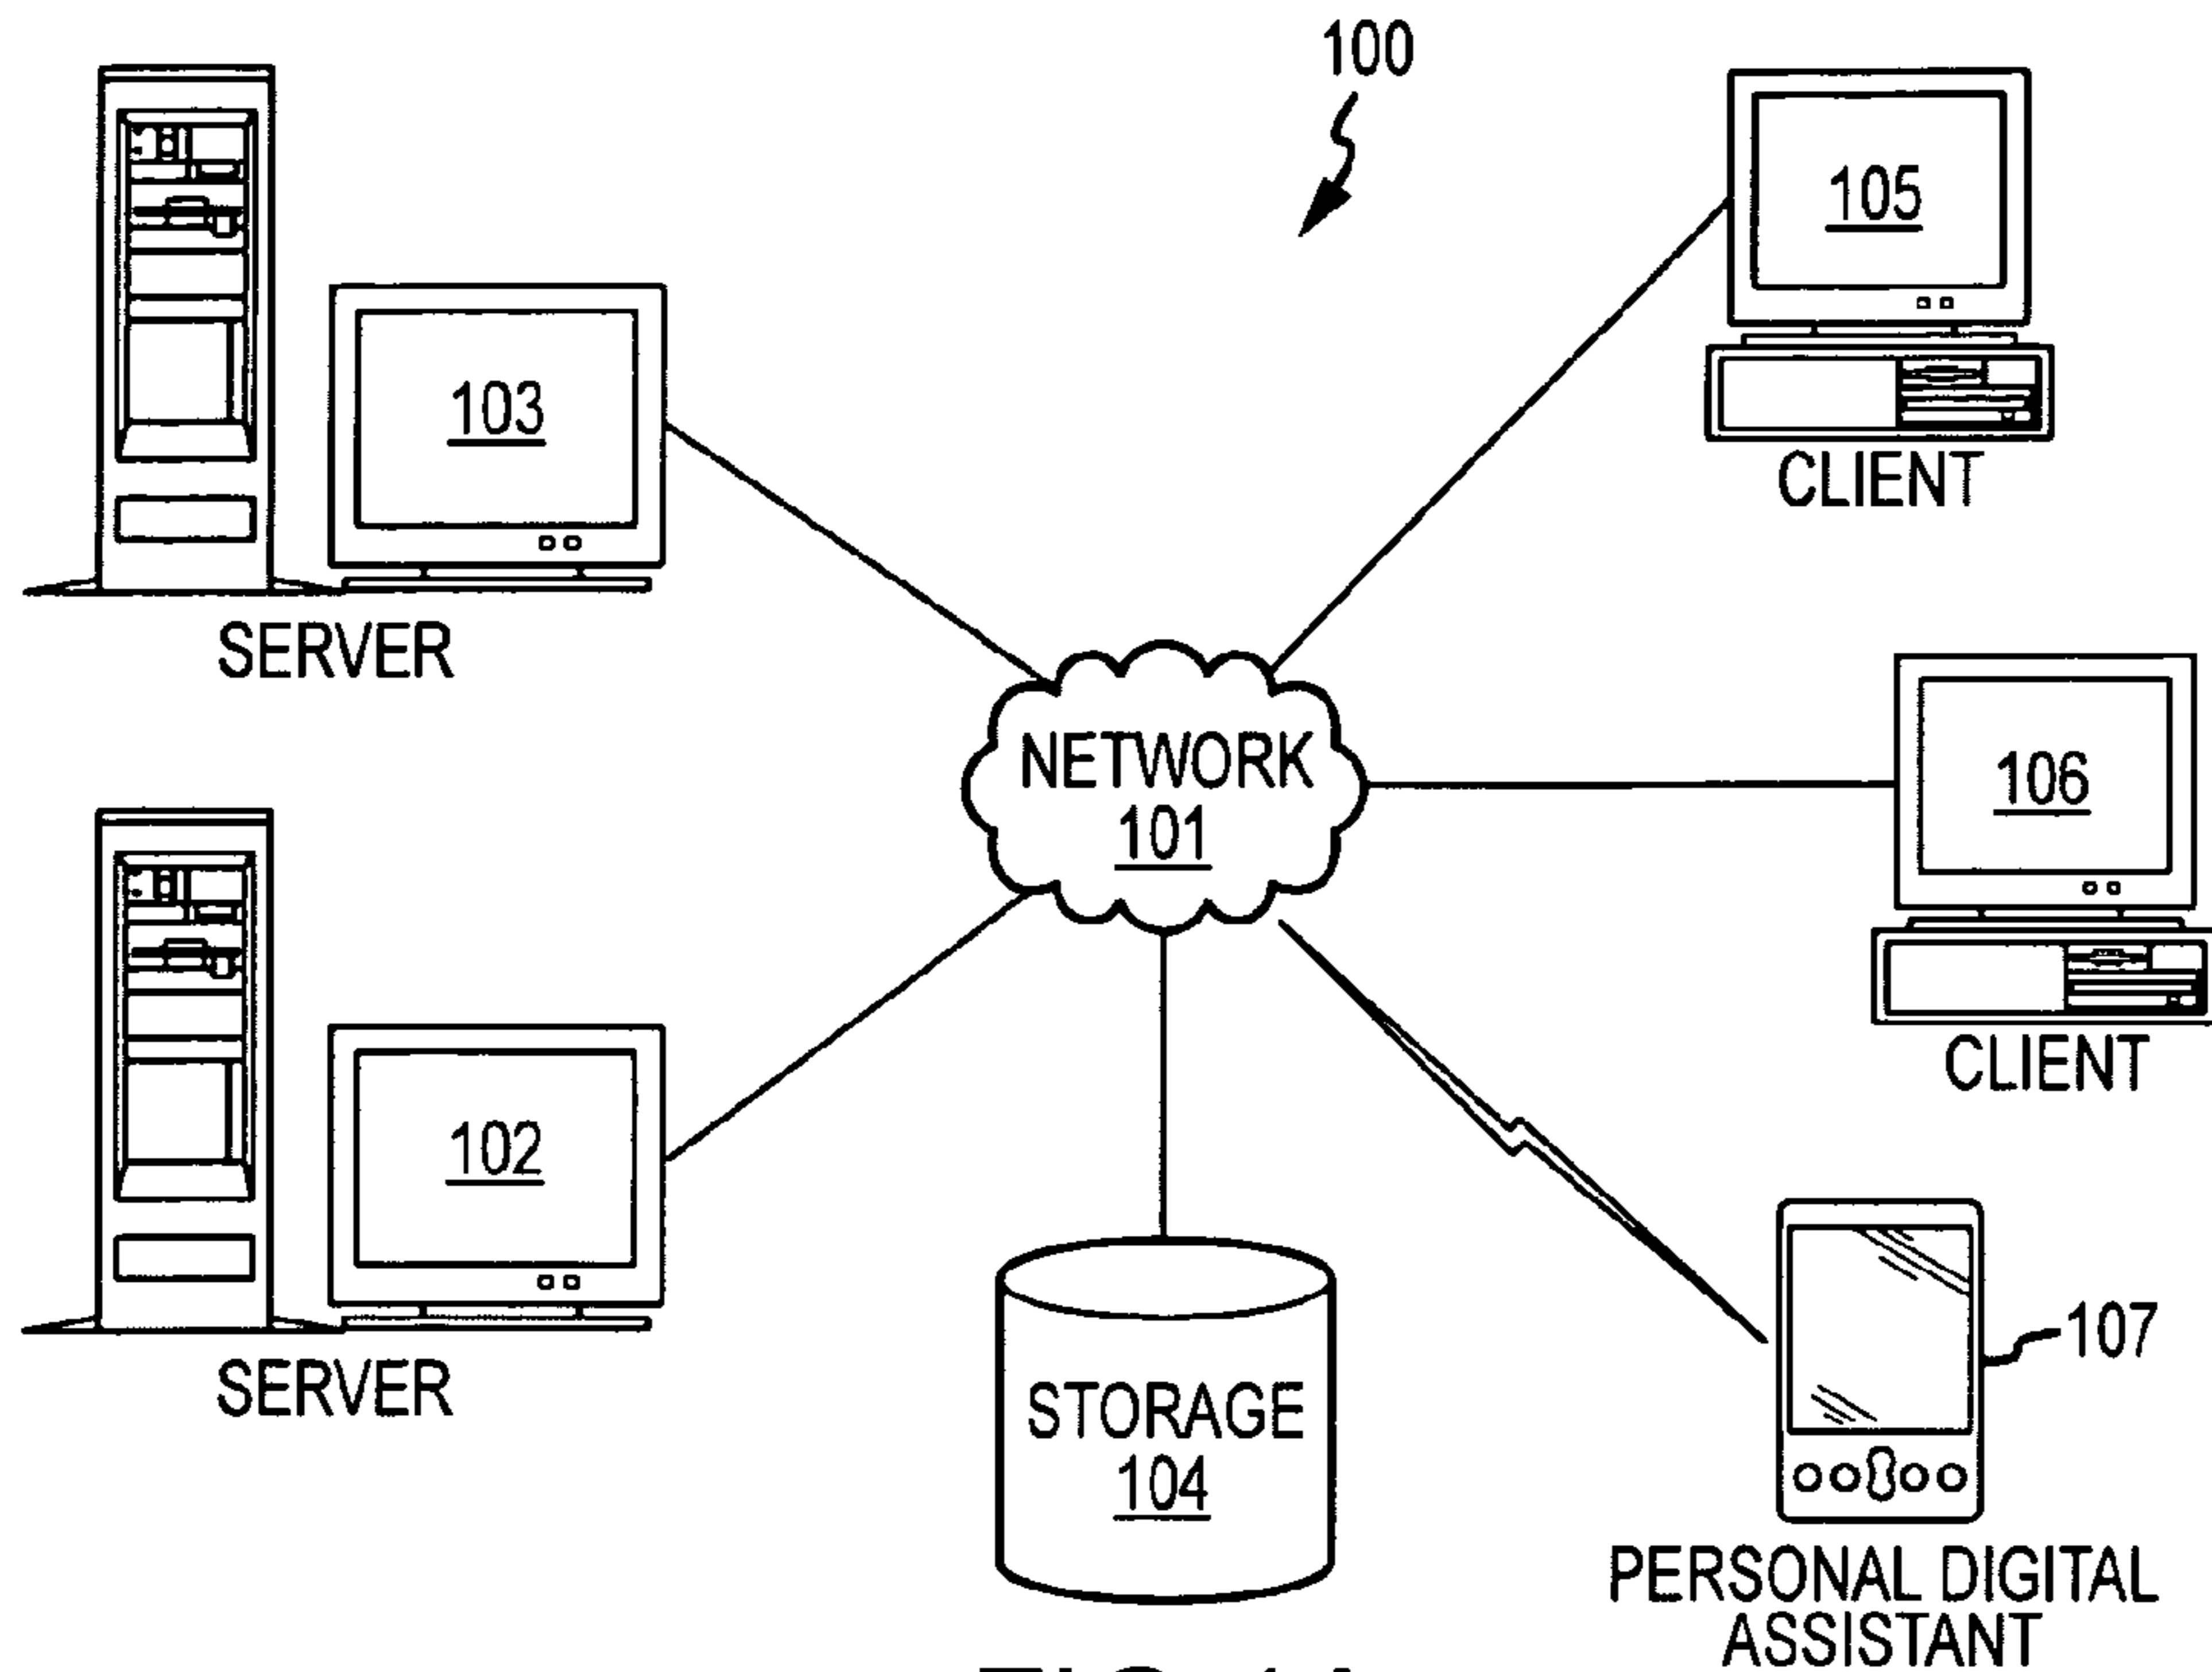 100
105
CLIENT
103
SERVER
NETWORK
101
106
CLIENT
102
SERVER
STORAGE
104
107
PERSONAL DIGITAL
ASSISTANT